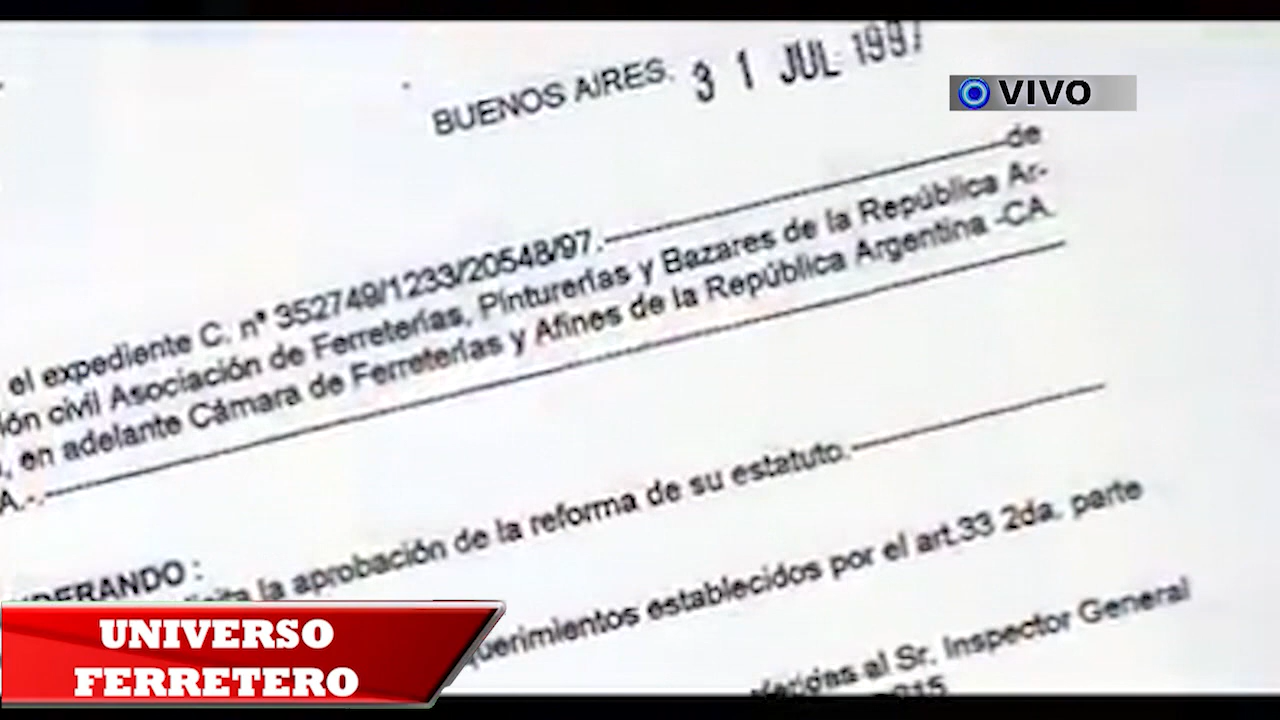 BUENOS AIRES. 31 JUL 1997
VIVO
de
el expediente C. nº 352749/1233/20548/97.
ión civil Asociación de Ferreterías, Pinturerías y Bazares de la República Ar-
, en adelante Cámara de Ferreterías y Afines de la República Argentina -CA
A.-.
DERANDO :
la aprobación de la reforma de su estatuto.
querimientos establecidos por el art.33 2da. parte
al Sr. Inspector General
UNIVERSO
FERRETERO